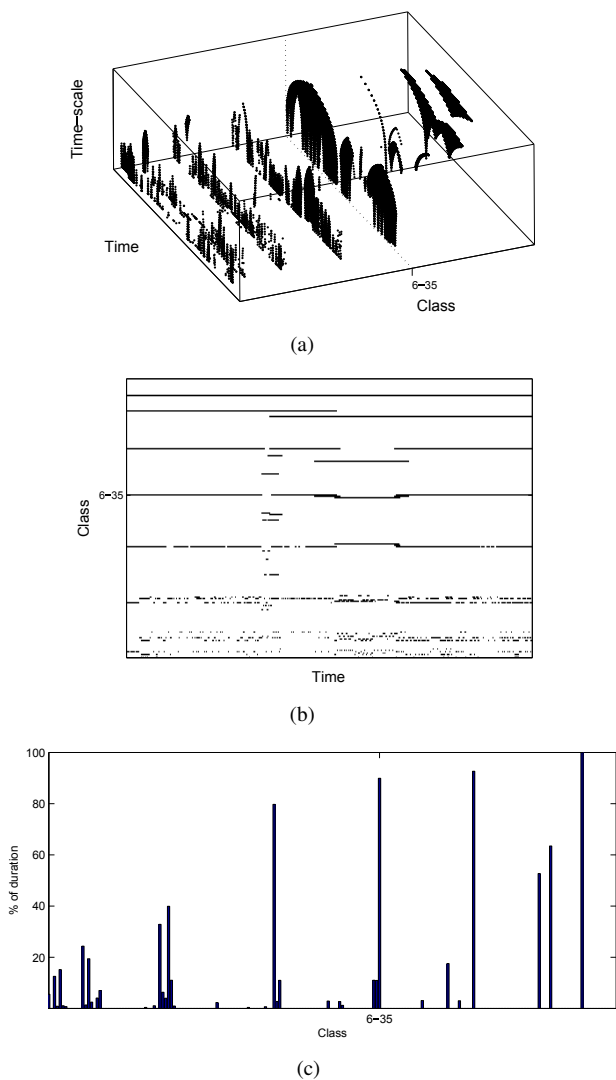 Time−scale
Time
6−35
Class
(a)
6−35
Class
Time
(b)
100
80
60
40
20
% of duration
6−35
Class
(c)